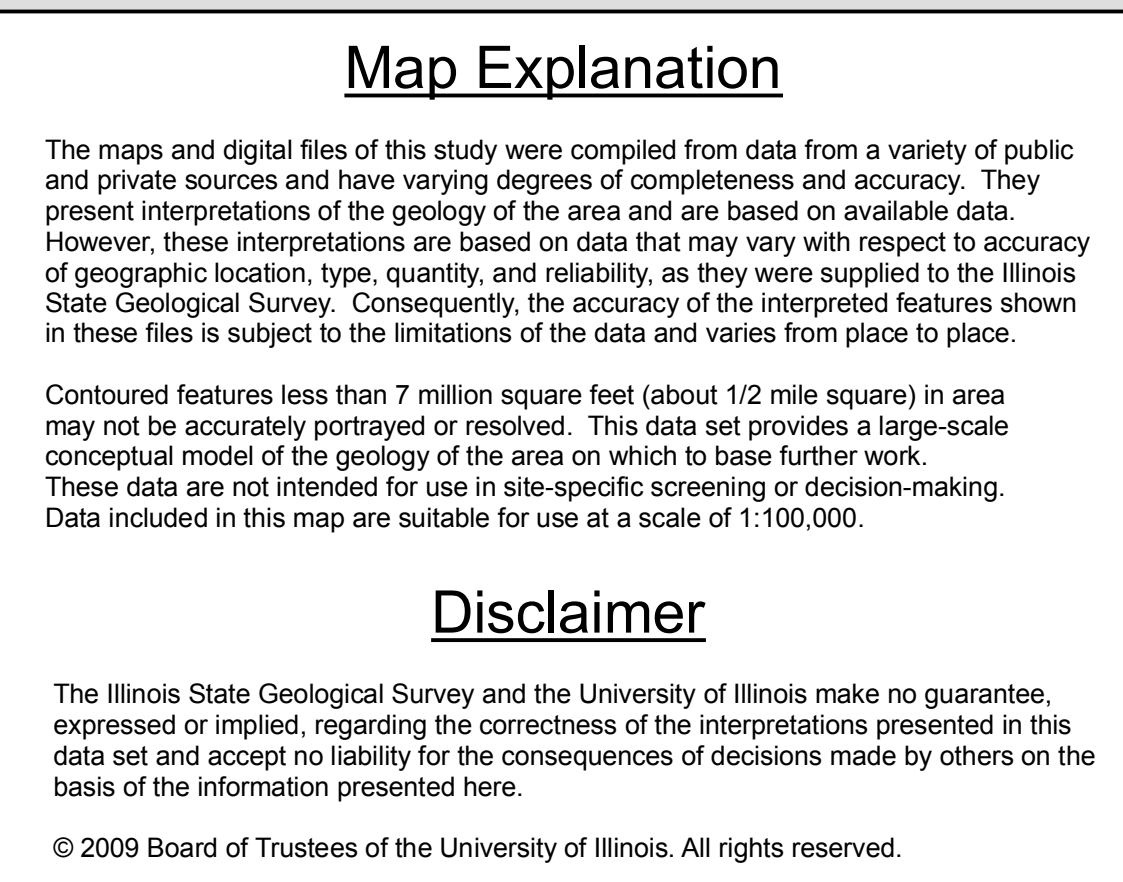 Map Explanation
The maps and digital files of this study were compiled from data from a variety of public
and private sources and have varying degrees of completeness and accuracy.  They
present interpretations of the geology of the area and are based on available data.
However, these interpretations are based on data that may vary with respect to accuracy
of geographic location, type, quantity, and reliability, as they were supplied to the Illinois
State Geological Survey.  Consequently, the accuracy of the interpreted features shown
in these files is subject to the limitations of the data and varies from place to place.
Contoured features less than 7 million square feet (about 1/2 mile square) in area
may not be accurately portrayed or resolved.  This data set provides a large-scale
conceptual model of the geology of the area on which to base further work.
These data are not intended for use in site-specific screening or decision-making.
Data included in this map are suitable for use at a scale of 1:100,000.
Disclaimer
The Illinois State Geological Survey and the University of Illinois make no guarantee,
expressed or implied, regarding the correctness of the interpretations presented in this
data set and accept no liability for the consequences of decisions made by others on the
basis of the information presented here.
© 2009 Board of Trustees of the University of Illinois. All rights reserved.